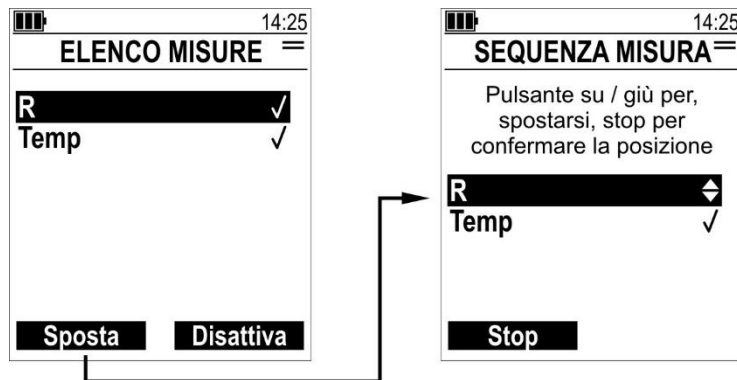 14:25
ELENCO MISURE
R √
Temp √
Sposta Disattiva
14:25
SEQUENZA MISURA
Pulsante su / giù per,
spostarsi, stop per
confermare la posizione
R
Temp √
Stop